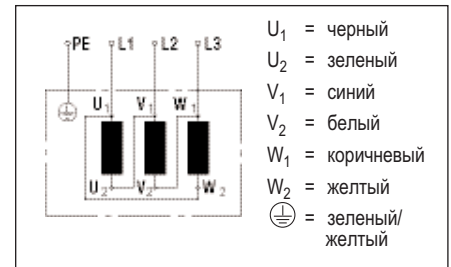 PE L1 L2 L3
U₁ V₁ W₁
U₂ V₂ W₂
U₁ = черный
U₂ = зеленый
V₁ = синий
V₂ = белый
W₁ = коричневый
W₂ = желтый
= зеленый/
желтый